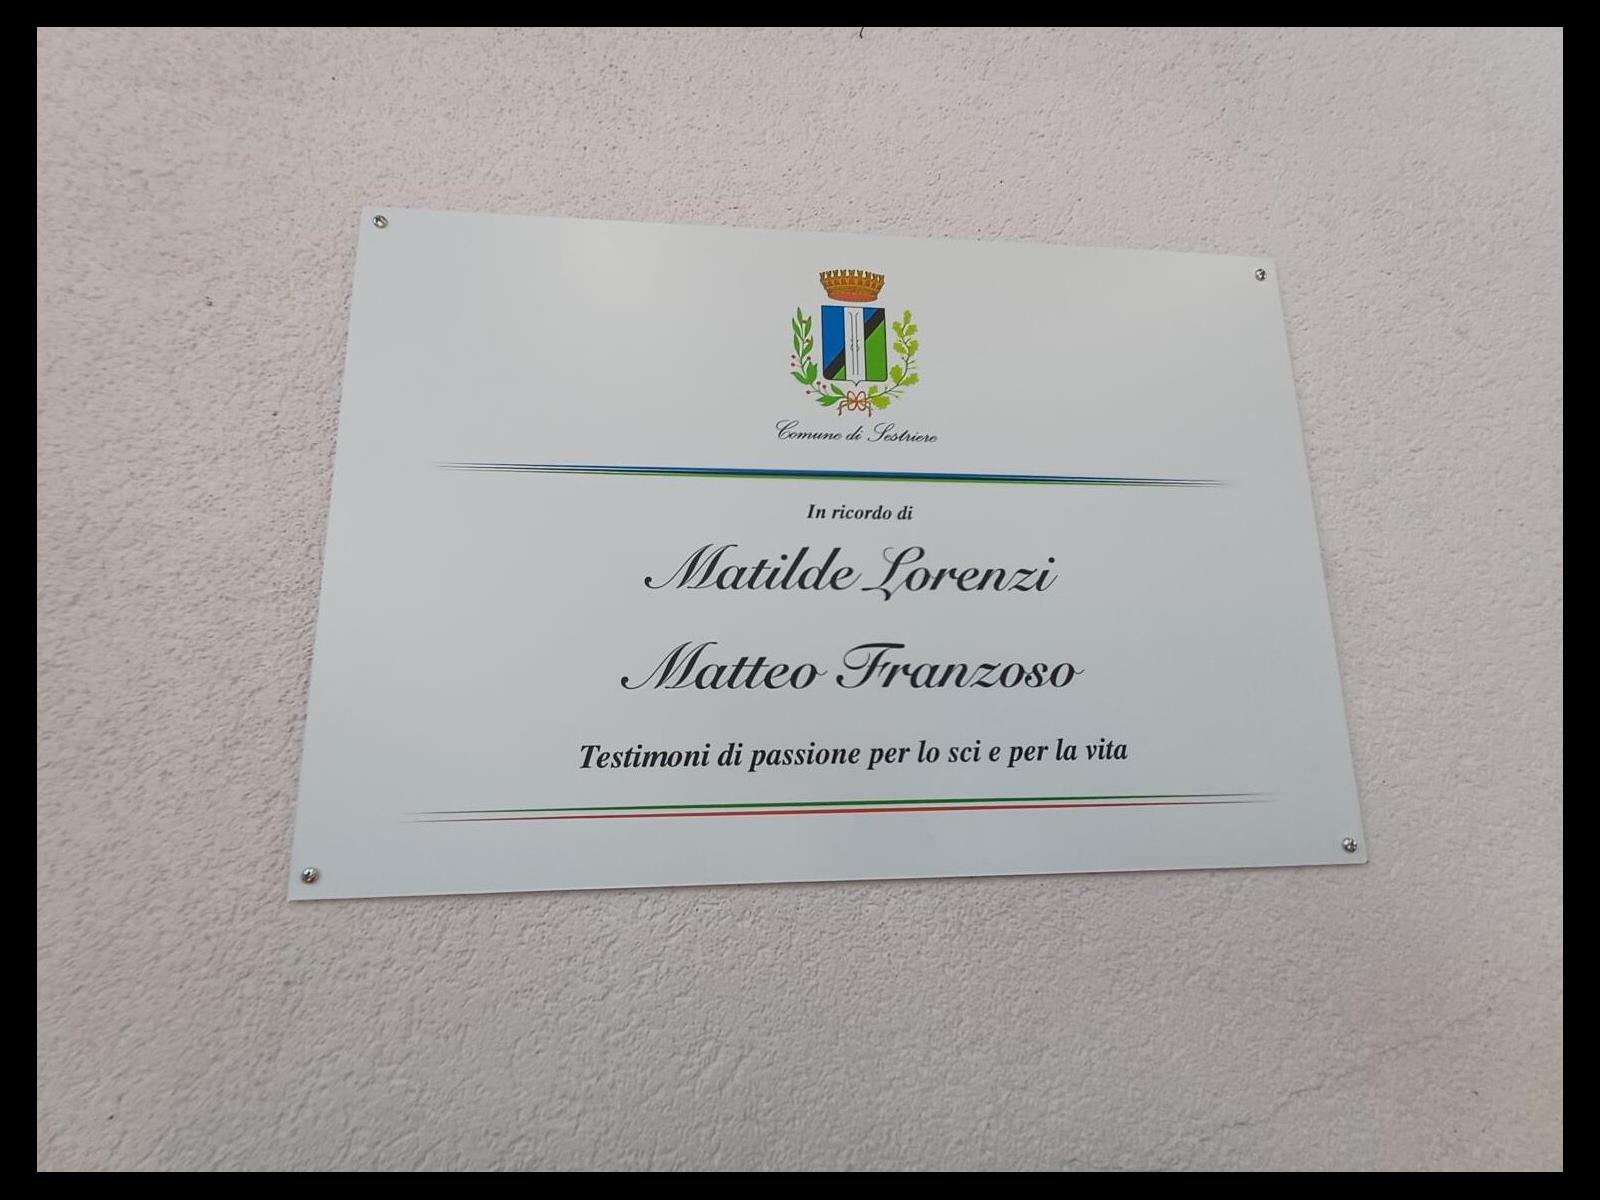 Comune di Sestriere
In ricordo di
Matilde Lorenzi
Matteo Franzoso
Testimoni di passione per lo sci e per la vita